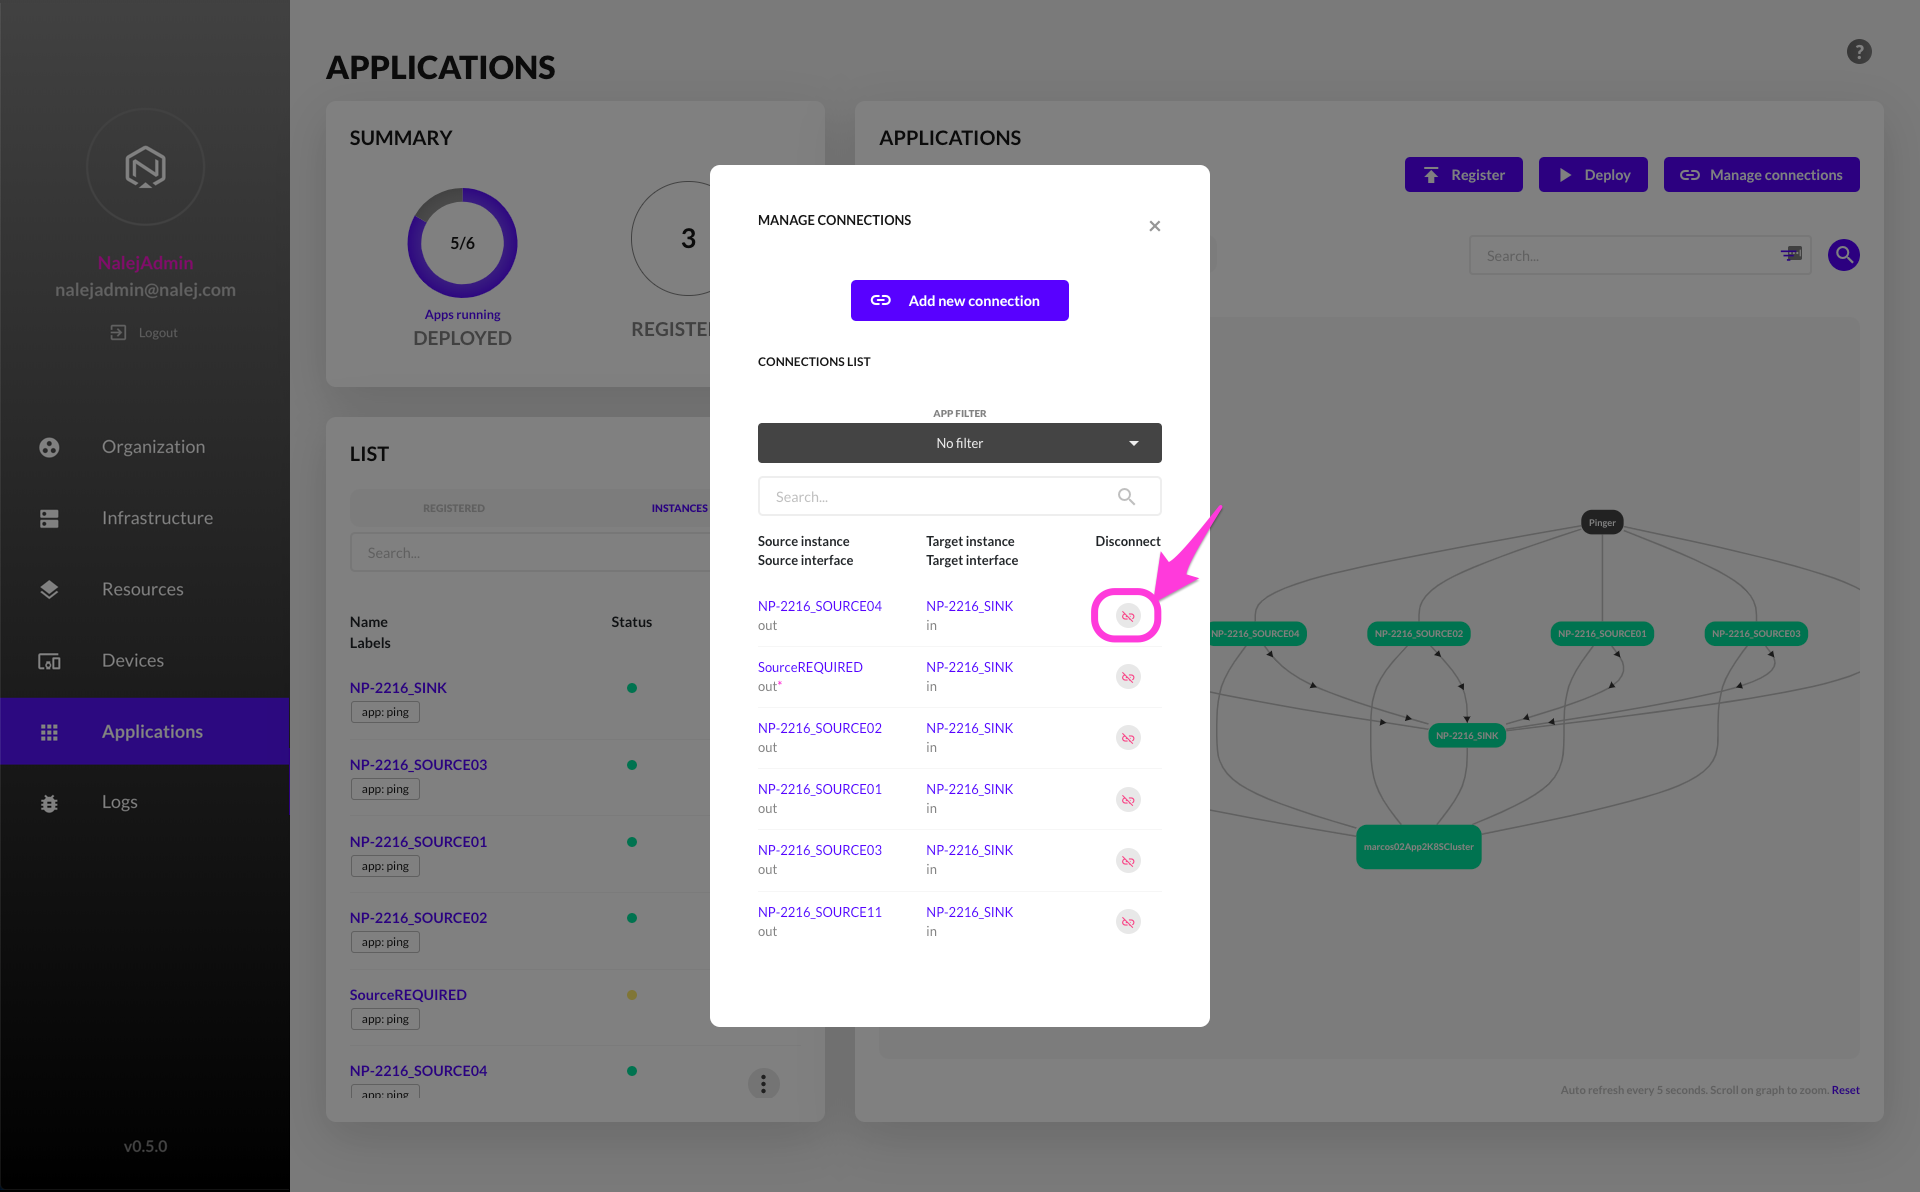 NalejAdmin
nalejadmin@nalej.com
Logout
Organization
Infrastructure
Resources
Devices
Applications
Logs
v0.5.0
APPLICATIONS
?
SUMMARY
5/6
Apps running
DEPLOYED
3
REGISTE
LIST
REGISTERED INSTANCES
Search...
Name Status
Labels
NP-2216_SINK
app: ping
NP-2216_SOURCE03
app: ping
NP-2216_SOURCE01
app: ping
NP-2216_SOURCE02
app: ping
SourceREQUIRED
app: ping
NP-2216_SOURCE04
app: ping
MANAGE CONNECTIONS
×
Add new connection
CONNECTIONS LIST
APP FILTER
No filter
Search...
Source instance Target instance Disconnect
Source interface Target interface
NP-2216_SOURCE04 NP-2216_SINK
out in
SourceREQUIRED NP-2216_SINK
out* in
NP-2216_SOURCE02 NP-2216_SINK
out in
NP-2216_SOURCE01 NP-2216_SINK
out in
NP-2216_SOURCE03 NP-2216_SINK
out in
NP-2216_SOURCE11 NP-2216_SINK
out in
APPLICATIONS
Register Deploy Manage connections
Search...
Pinger
NP-2216_SOURCE04 NP-2216_SOURCE02 NP-2216_SOURCE01 NP-2216_SOURCE03
NP-2216_SINK
marcos02App2K8SCluster
Auto refresh every 5 seconds. Scroll on graph to zoom. Reset